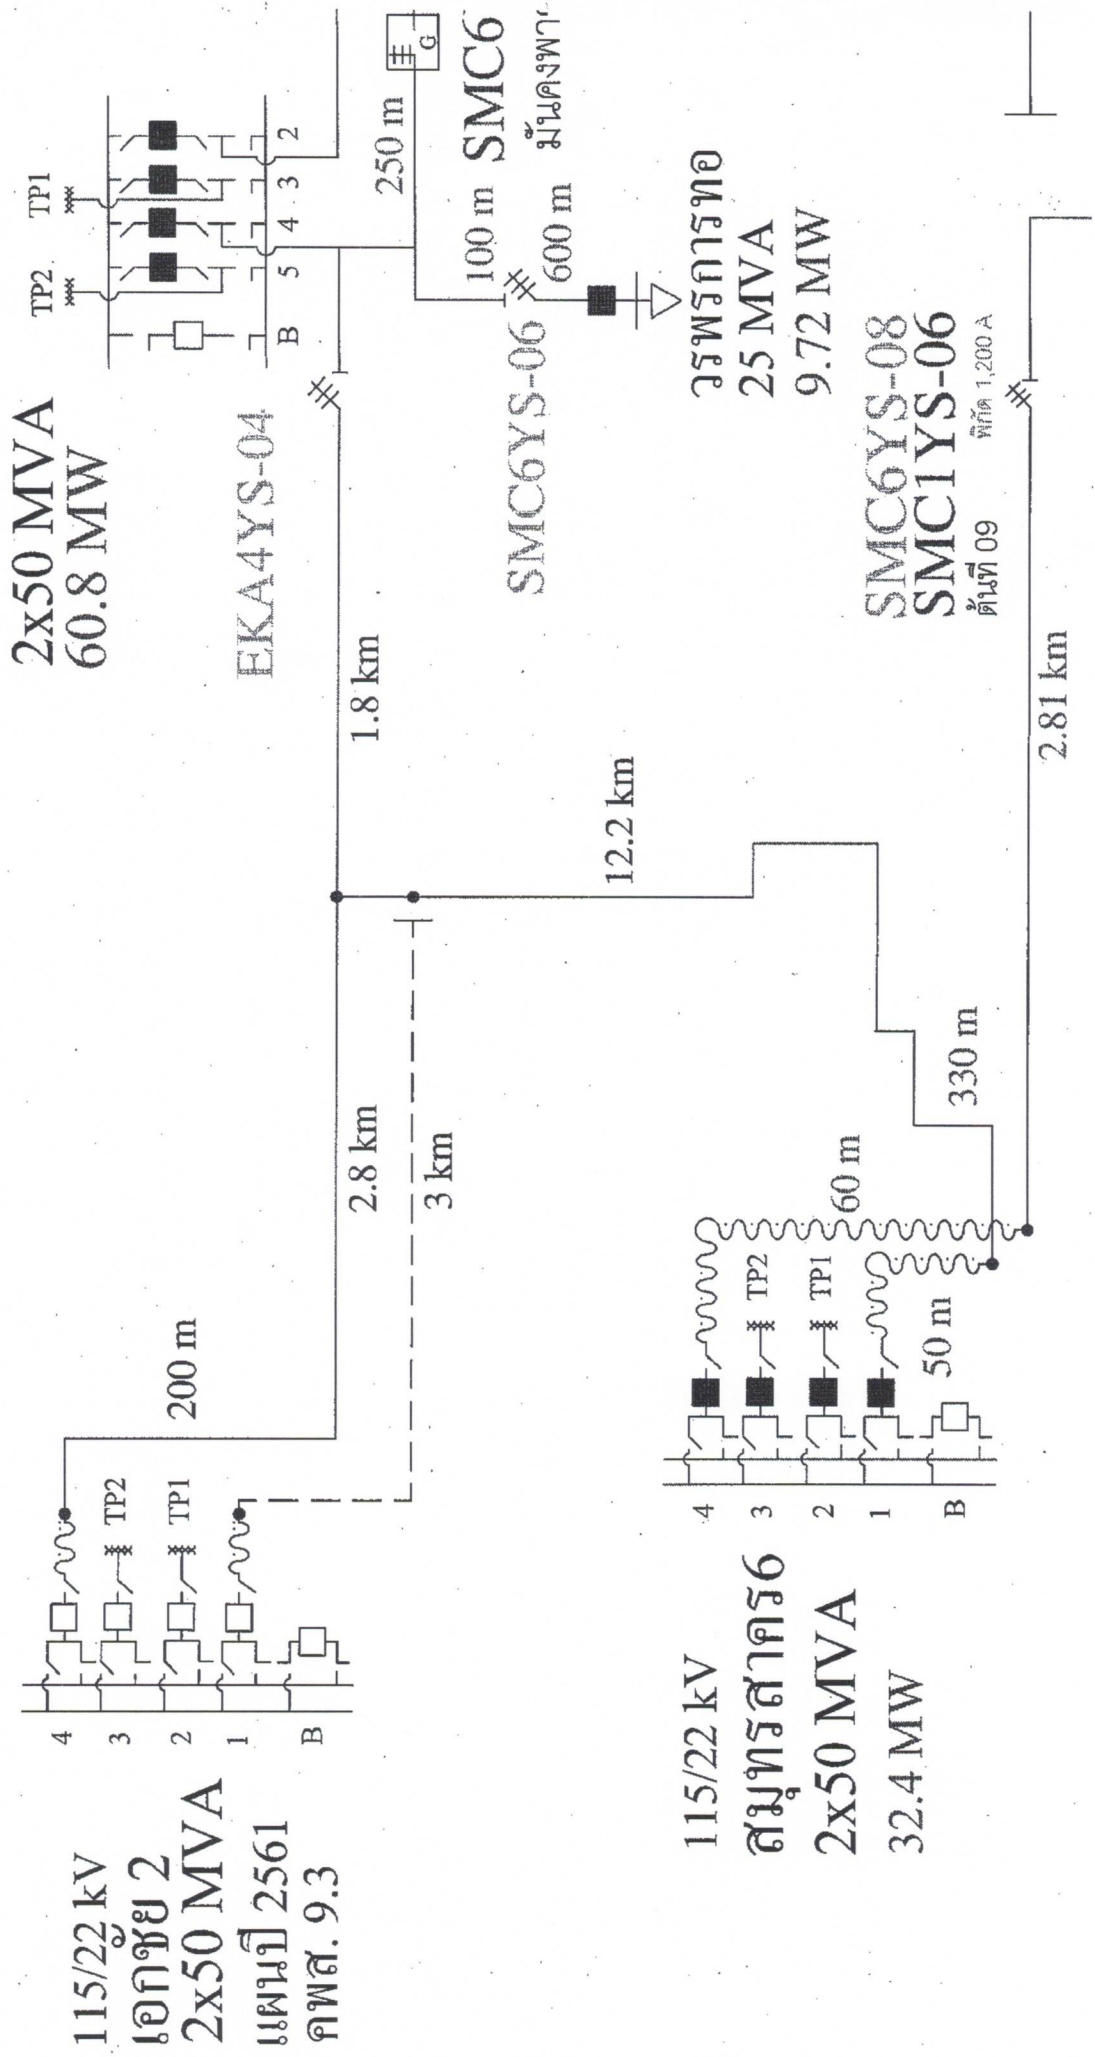 2x50 MVA
60.8 MW
TP2
TP1
B
5
4
3
2
EKA4YS-04
250 m
G
SMC6
100 m
600 m
SMC6YS-06
วรพรการทอ
25 MVA
9.72 MW
1.8 km
12.2 km
2.8 km
3 km
200 m
115/22 kV
เอกชัย 2
2x50 MVA
แผนปี 2561
คพส. 9.3
4
3
2
1
B
TP2
TP1
115/22 kV
สมุทรสาคร6
2x50 MVA
32.4 MW
4
3
2
1
B
TP2
TP1
60 m
50 m
330 m
SMC6YS-08
SMC1YS-06
ต้นที่ 09
พิกัด 1,200 A
2.81 km